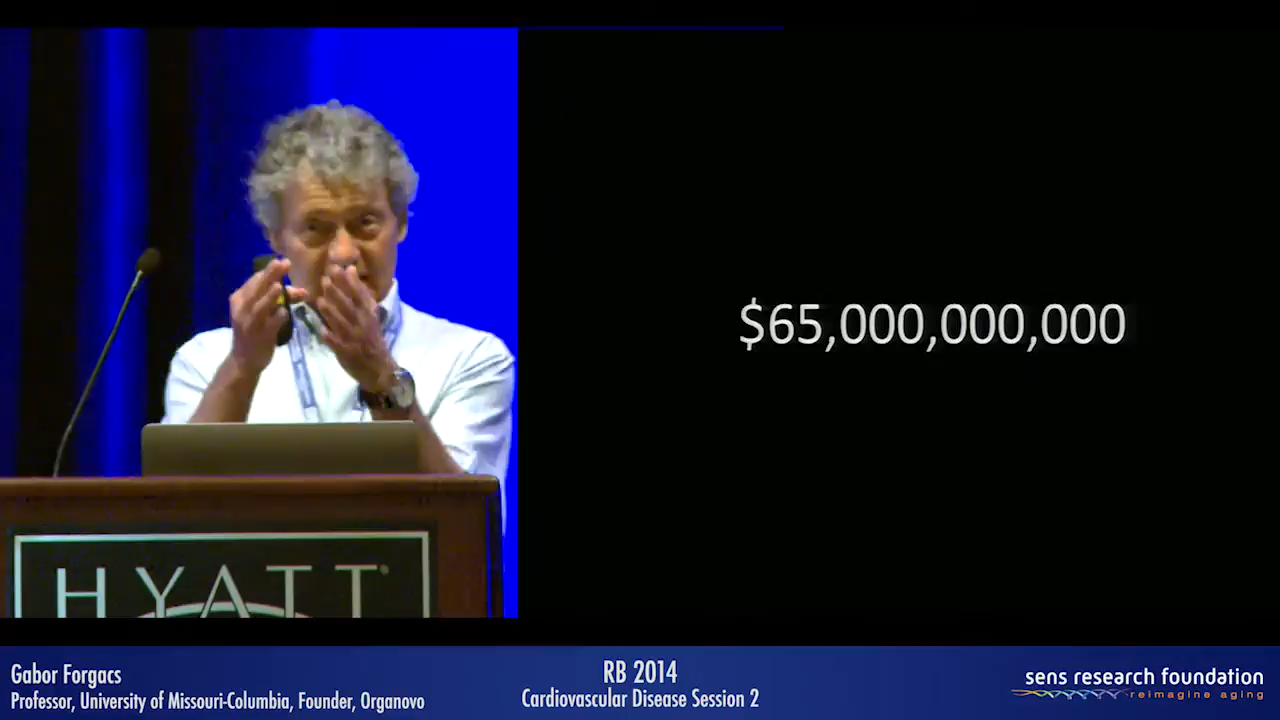 $65,000,000,000
HYATT
Gabor Forgacs
Professor, University of Missouri-Columbia, Founder, Organovo
RB 2014
Cardiovascular Disease Session 2
sens research foundation
reimagine aging